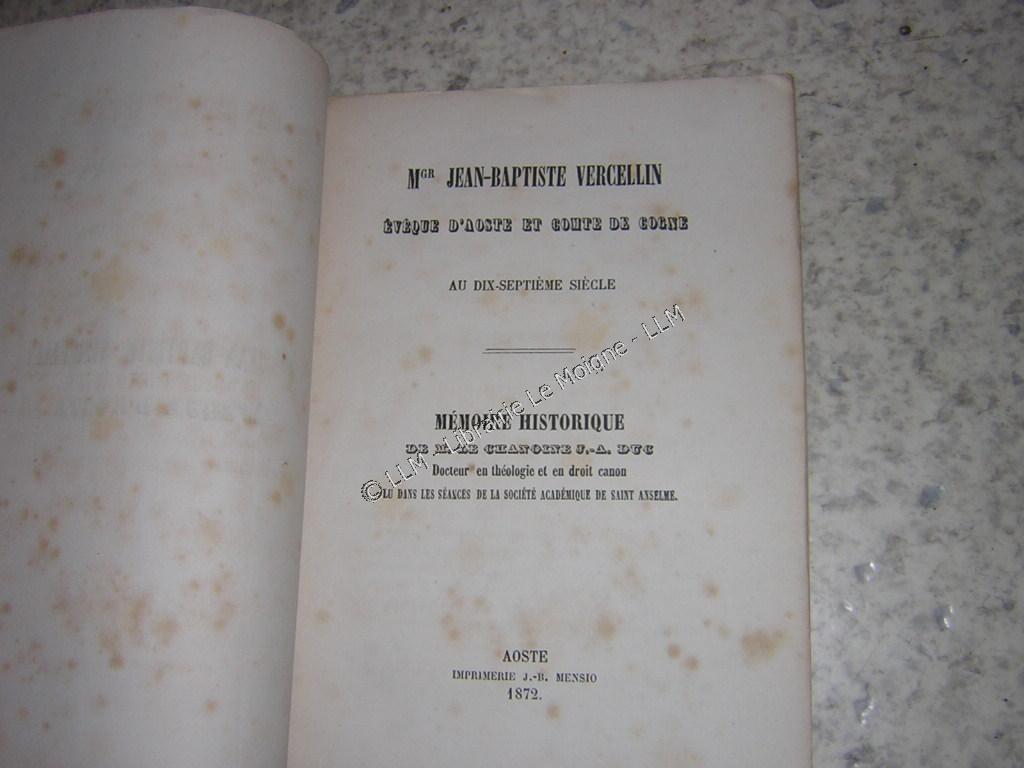 MGR JEAN-BAPTISTE VERCELLIN
ÉVÊQUE D'AOSTE ET COMTE DE COGNE
AU DIX-SEPTIÈME SIÈCLE
MÉMOIRE HISTORIQUE
DE M. LE CHANOINE J.-A. DUC
Docteur en théologie et en droit canon
LU DANS LES SÉANCES DE LA SOCIÉTÉ ACADÉMIQUE DE SAINT ANSELME.
AOSTE
IMPRIMERIE J.-B. MENSIO
1872.
© LLM - Librairie Le Moigne - LLM